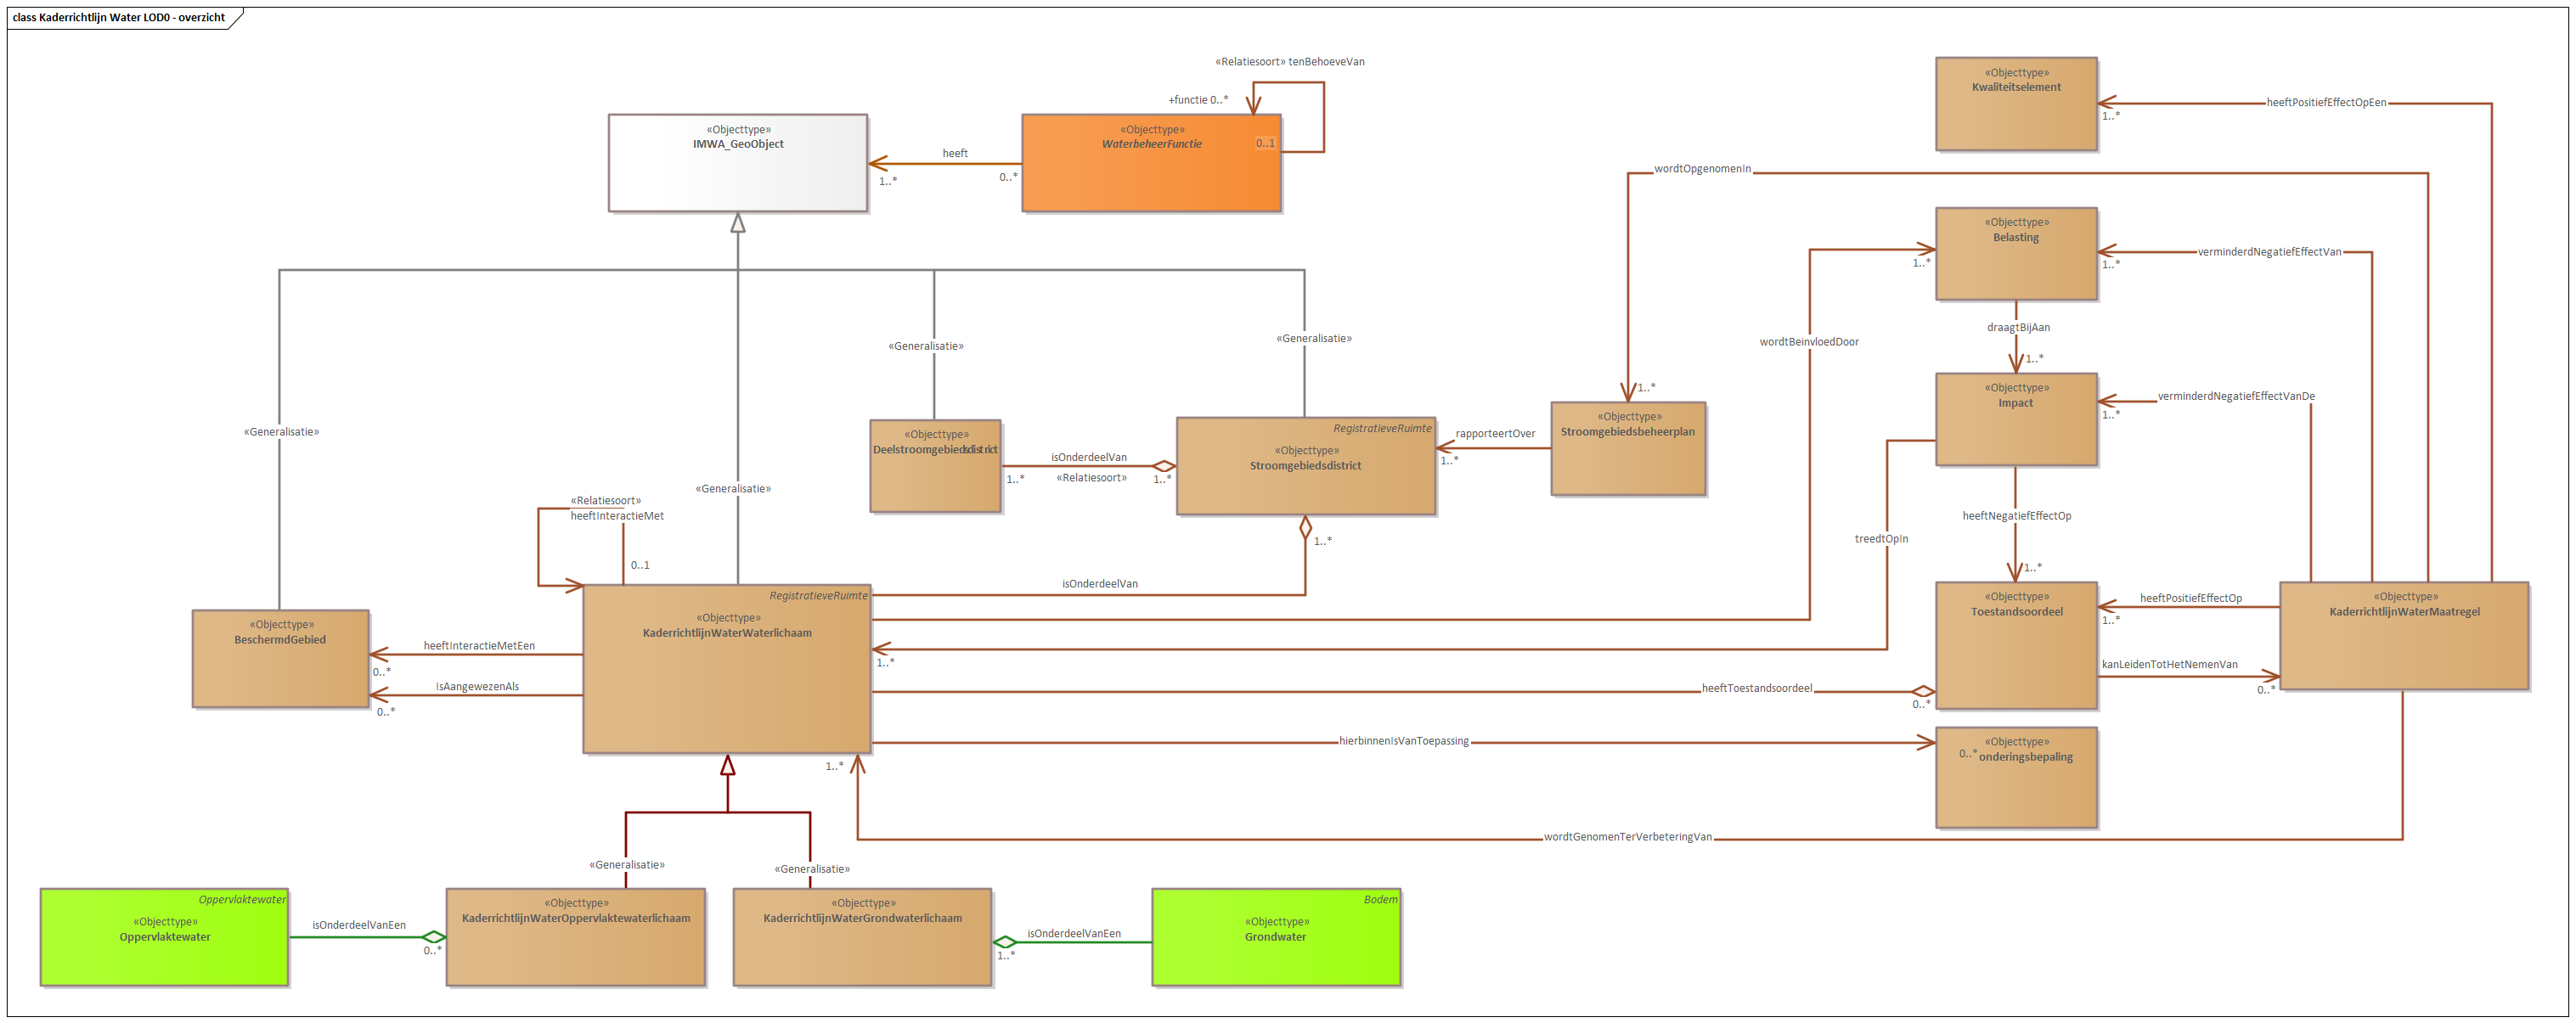 class Kaderrichtlijn Water LOD0 - overzicht
«Relatiesoort» tenBehoeveVan
+functie 0..*
«Objecttype»
IMWA_GeoObject
heeft
1..*
0..*
«Objecttype»
WaterbeheerFunctie
0..1
«Objecttype»
Kwaliteitselement
heeftPositiefEffectOpEen
1..*
wordtOpgenomenIn
«Objecttype»
Belasting
verminderdNegatiefEffectVan
1..*
1..*
draagtBijAan
1..*
wordtBeinvloedDoor
«Generalisatie»
«Generalisatie»
«Generalisatie»
«Generalisatie»
1..*
«Objecttype»
Impact
verminderdNegatiefEffectVanDe
1..*
«Objecttype»
Deelstroomgebiedsdistrict
isOnderdeelVan
«Relatiesoort»
1..*
1..*
RegistratieveRuimte
«Objecttype»
Stroomgebiedsdistrict
rapporteertOver
1..*
«Objecttype»
Stroomgebiedsbeheerplan
«Relatiesoort»
heeftInteractieMet
0..1
1..*
isOnderdeelVan
treedtOpIn
heeftNegatiefEffectOp
1..*
«Objecttype»
BeschermdGebied
heeftInteractieMetEen
0..*
IsAangewezenAls
0..*
RegistratieveRuimte
«Objecttype»
KaderrichtlijnWaterWaterlichaam
1..*
«Objecttype»
Toestandsoordeel
heeftPositiefEffectOp
1..*
kanLeidenTotHetNemenVan
0..*
«Objecttype»
KaderrichtlijnWaterMaatregel
heeftToestandsoordeel
0..*
hierbinnenIsVanToepassing
«Objecttype»
0..* onderingsbepaling
1..*
wordtGenomenTerVerbeteringVan
«Generalisatie»
«Generalisatie»
Oppervlaktewater
«Objecttype»
Oppervlaktewater
isOnderdeelVanEen
0..*
«Objecttype»
KaderrichtlijnWaterOppervlaktewaterlichaam
«Objecttype»
KaderrichtlijnWaterGrondwaterlichaam
isOnderdeelVanEen
1..*
Bodem
«Objecttype»
Grondwater